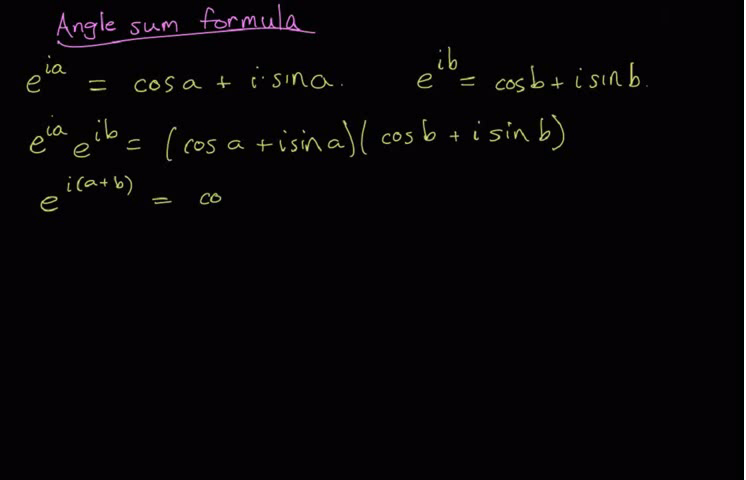 Angle sum formula
e^{ia} = cos a + i·sin a. e^{ib} = cos b + i sin b.
e^{ia} e^{ib} = (cos a + i sin a)(cos b + i sin b)
e^{i(a+b)} = co